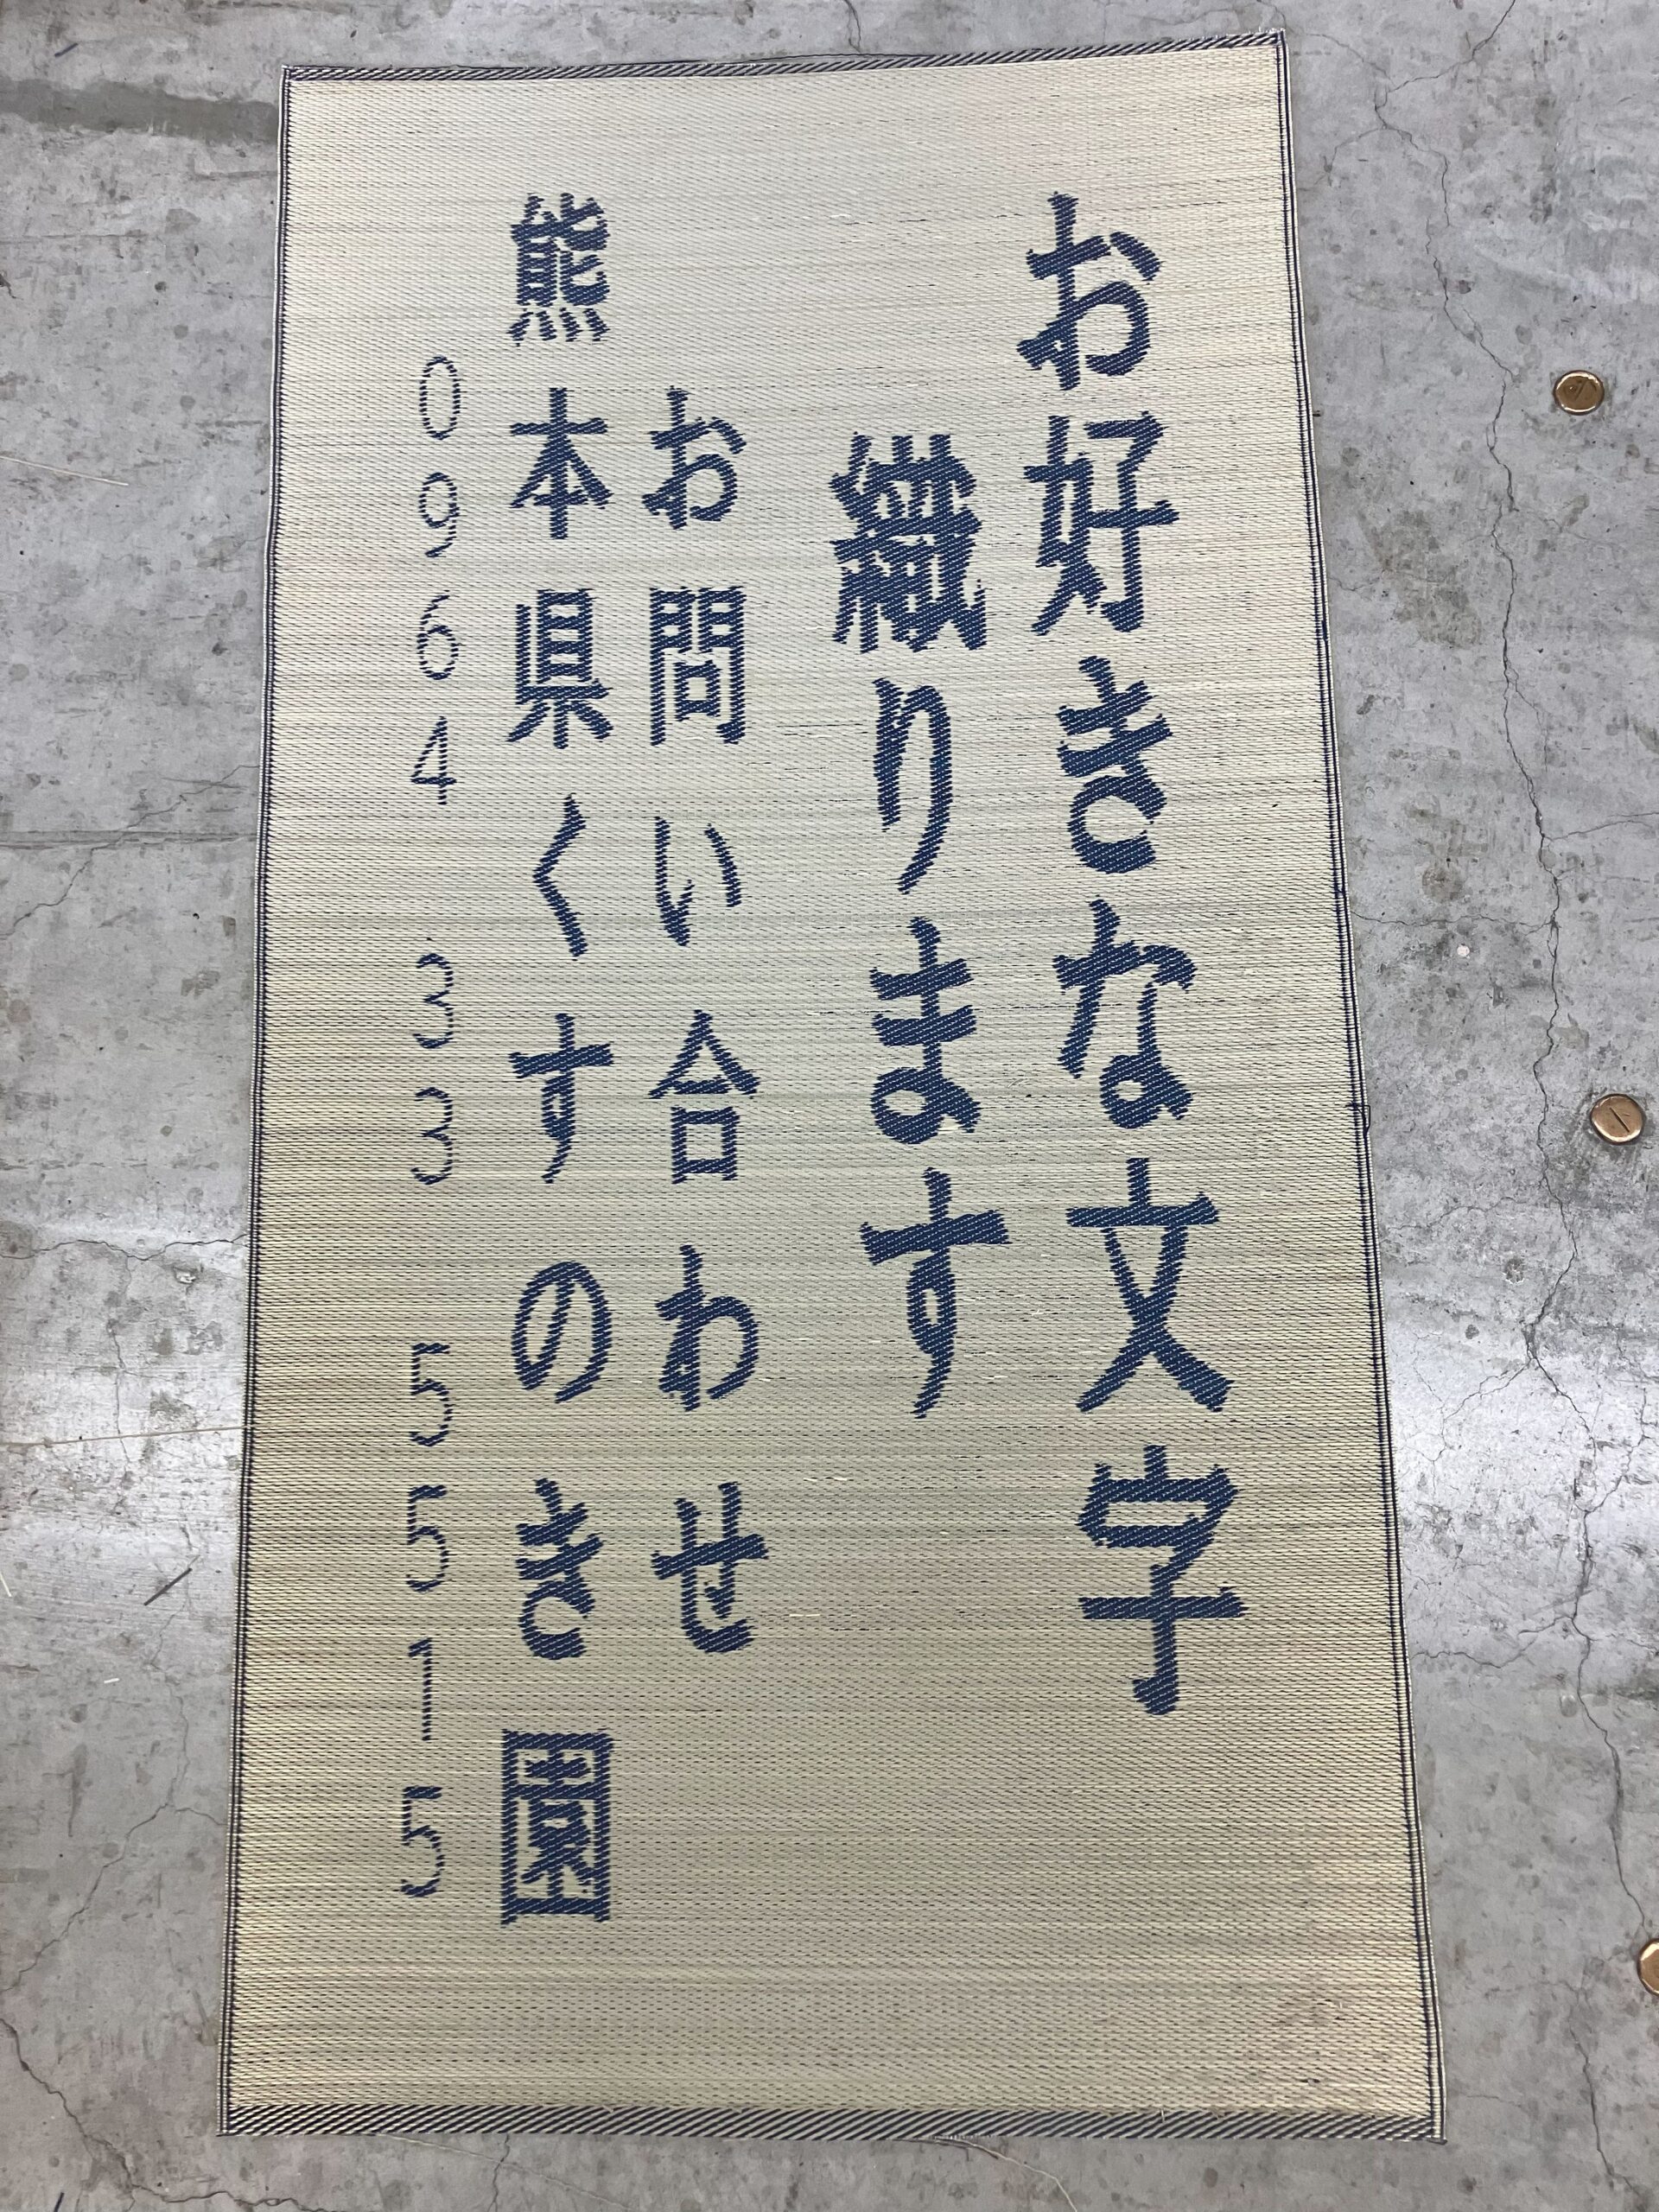 お好きな文字
織ります
お問い合わせ
熊本県くすのき園
0964 33 5515